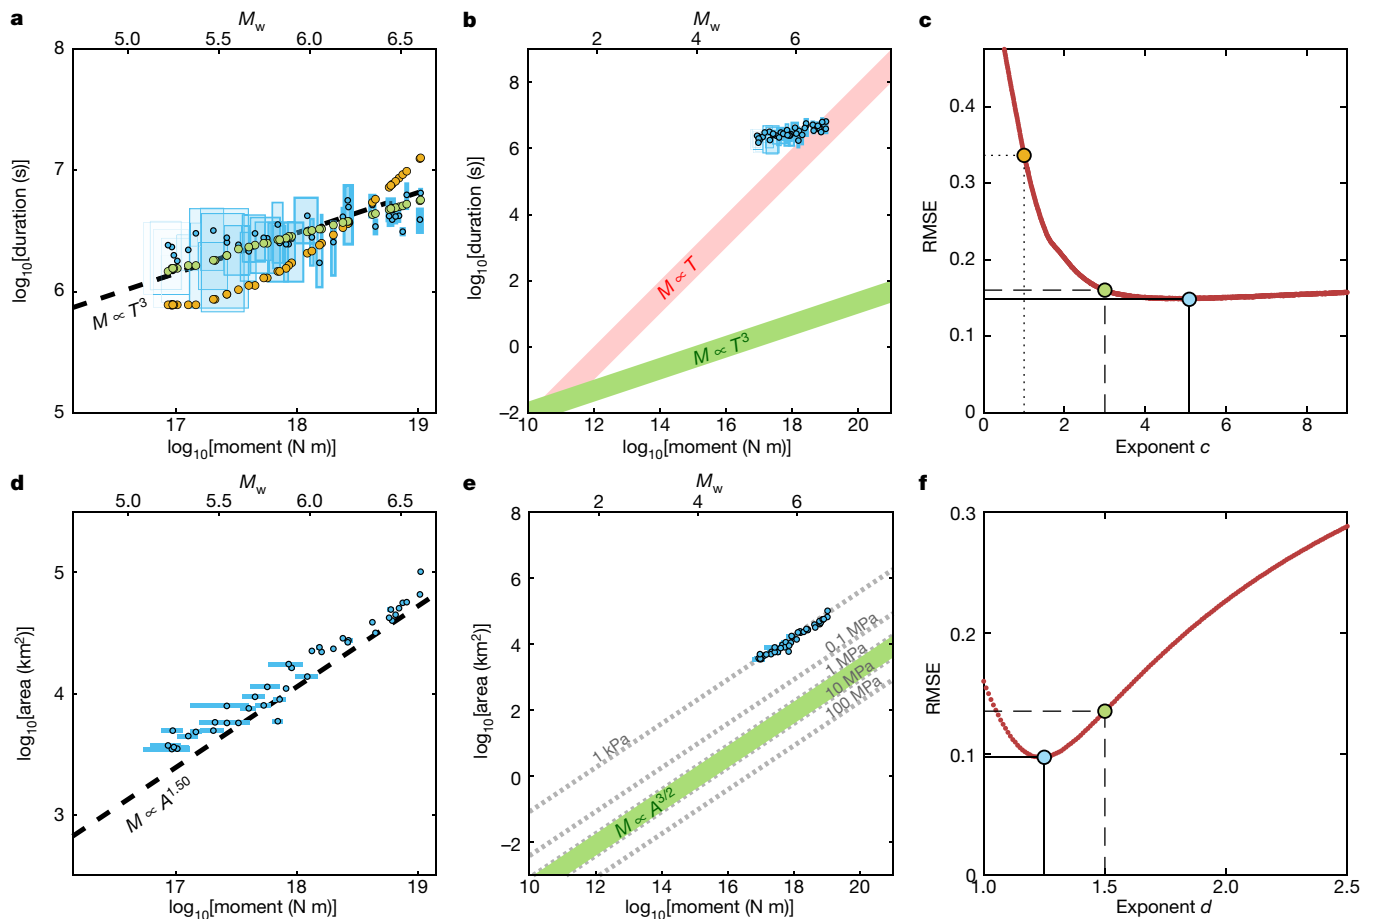 a
M_w
5.0 5.5 6.0 6.5
8
7
6
5
log₁₀[duration (s)]
M ∝ T³
17 18 19
log₁₀[moment (N m)]
b
M_w
2 4 6
8
6
4
2
0
−2
log₁₀[duration (s)]
M ∝ T
M ∝ T³
10 12 14 16 18 20
log₁₀[moment (N m)]
c
0.4
0.3
0.2
0.1
0
RMSE
0 2 4 6 8
Exponent c
d
M_w
5.0 5.5 6.0 6.5
5
4
3
log₁₀[area (km²)]
M ∝ A¹·⁵⁰
17 18 19
log₁₀[moment (N m)]
e
M_w
2 4 6
8
6
4
2
0
−2
log₁₀[area (km²)]
1 kPa
0.1 MPa
1 MPa
10 MPa
100 MPa
M ∝ A³ᐟ²
10 12 14 16 18 20
log₁₀[moment (N m)]
f
0.3
0.2
0.1
0
RMSE
1.0 1.5 2.0 2.5
Exponent d